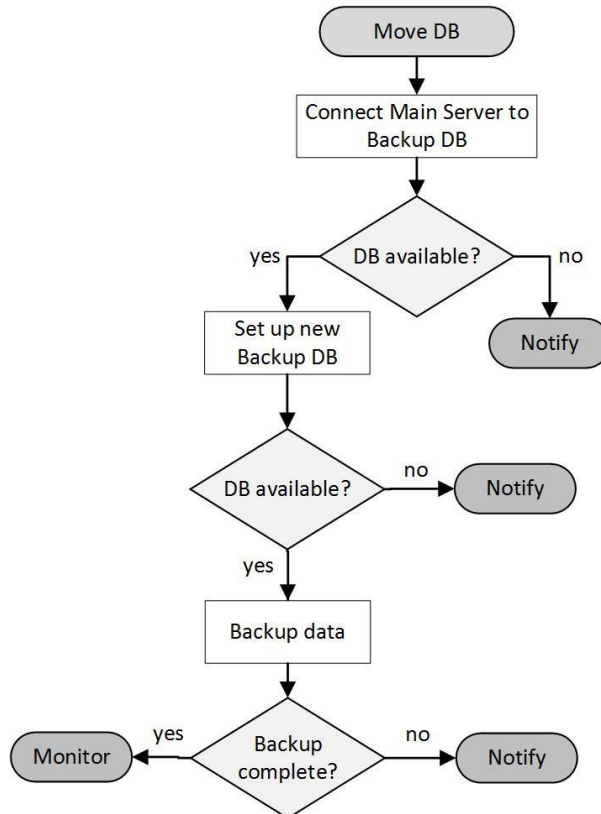 Move DB
Connect Main Server to
Backup DB
DB available?
yes
no
Set up new
Backup DB
Notify
DB available?
no
Notify
yes
Backup data
Backup
complete?
yes
no
Monitor
Notify